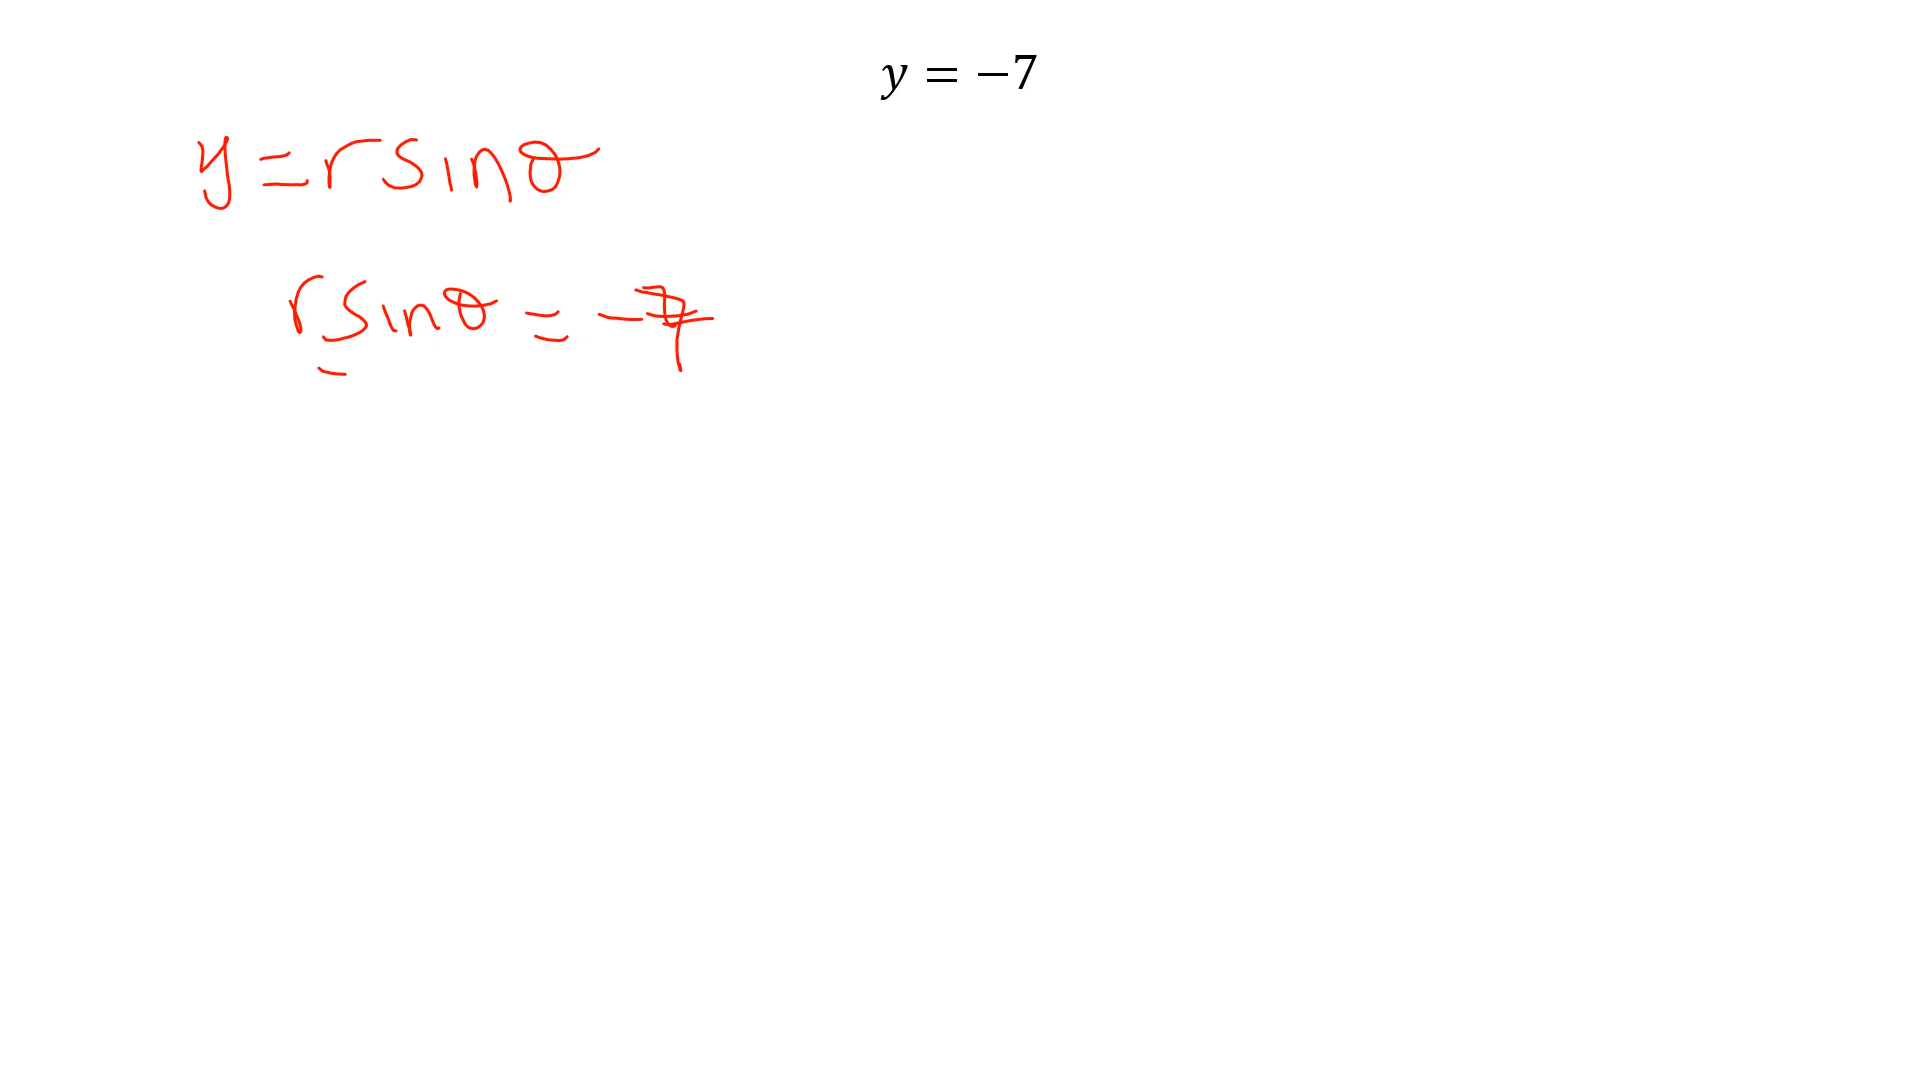 y = −7
y = r sin θ
r sin θ = −7